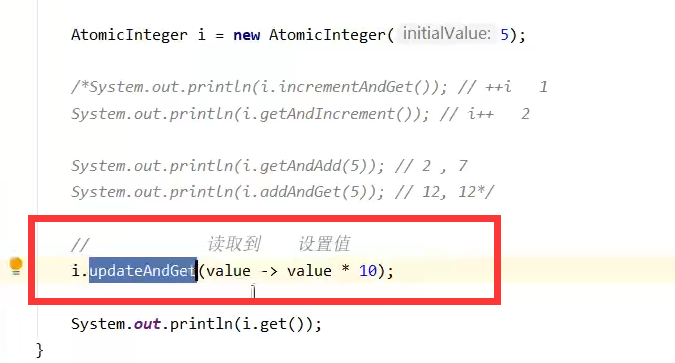 AtomicInteger i = new AtomicInteger( initialValue: 5);
/*System.out.println(i.incrementAndGet()); // ++i   1
System.out.println(i.getAndIncrement()); // i++   2
System.out.println(i.getAndAdd(5)); // 2 , 7
System.out.println(i.addAndGet(5)); // 12, 12*/
//              读取到    设置值
i.updateAndGet(value -> value * 10);
System.out.println(i.get());
}